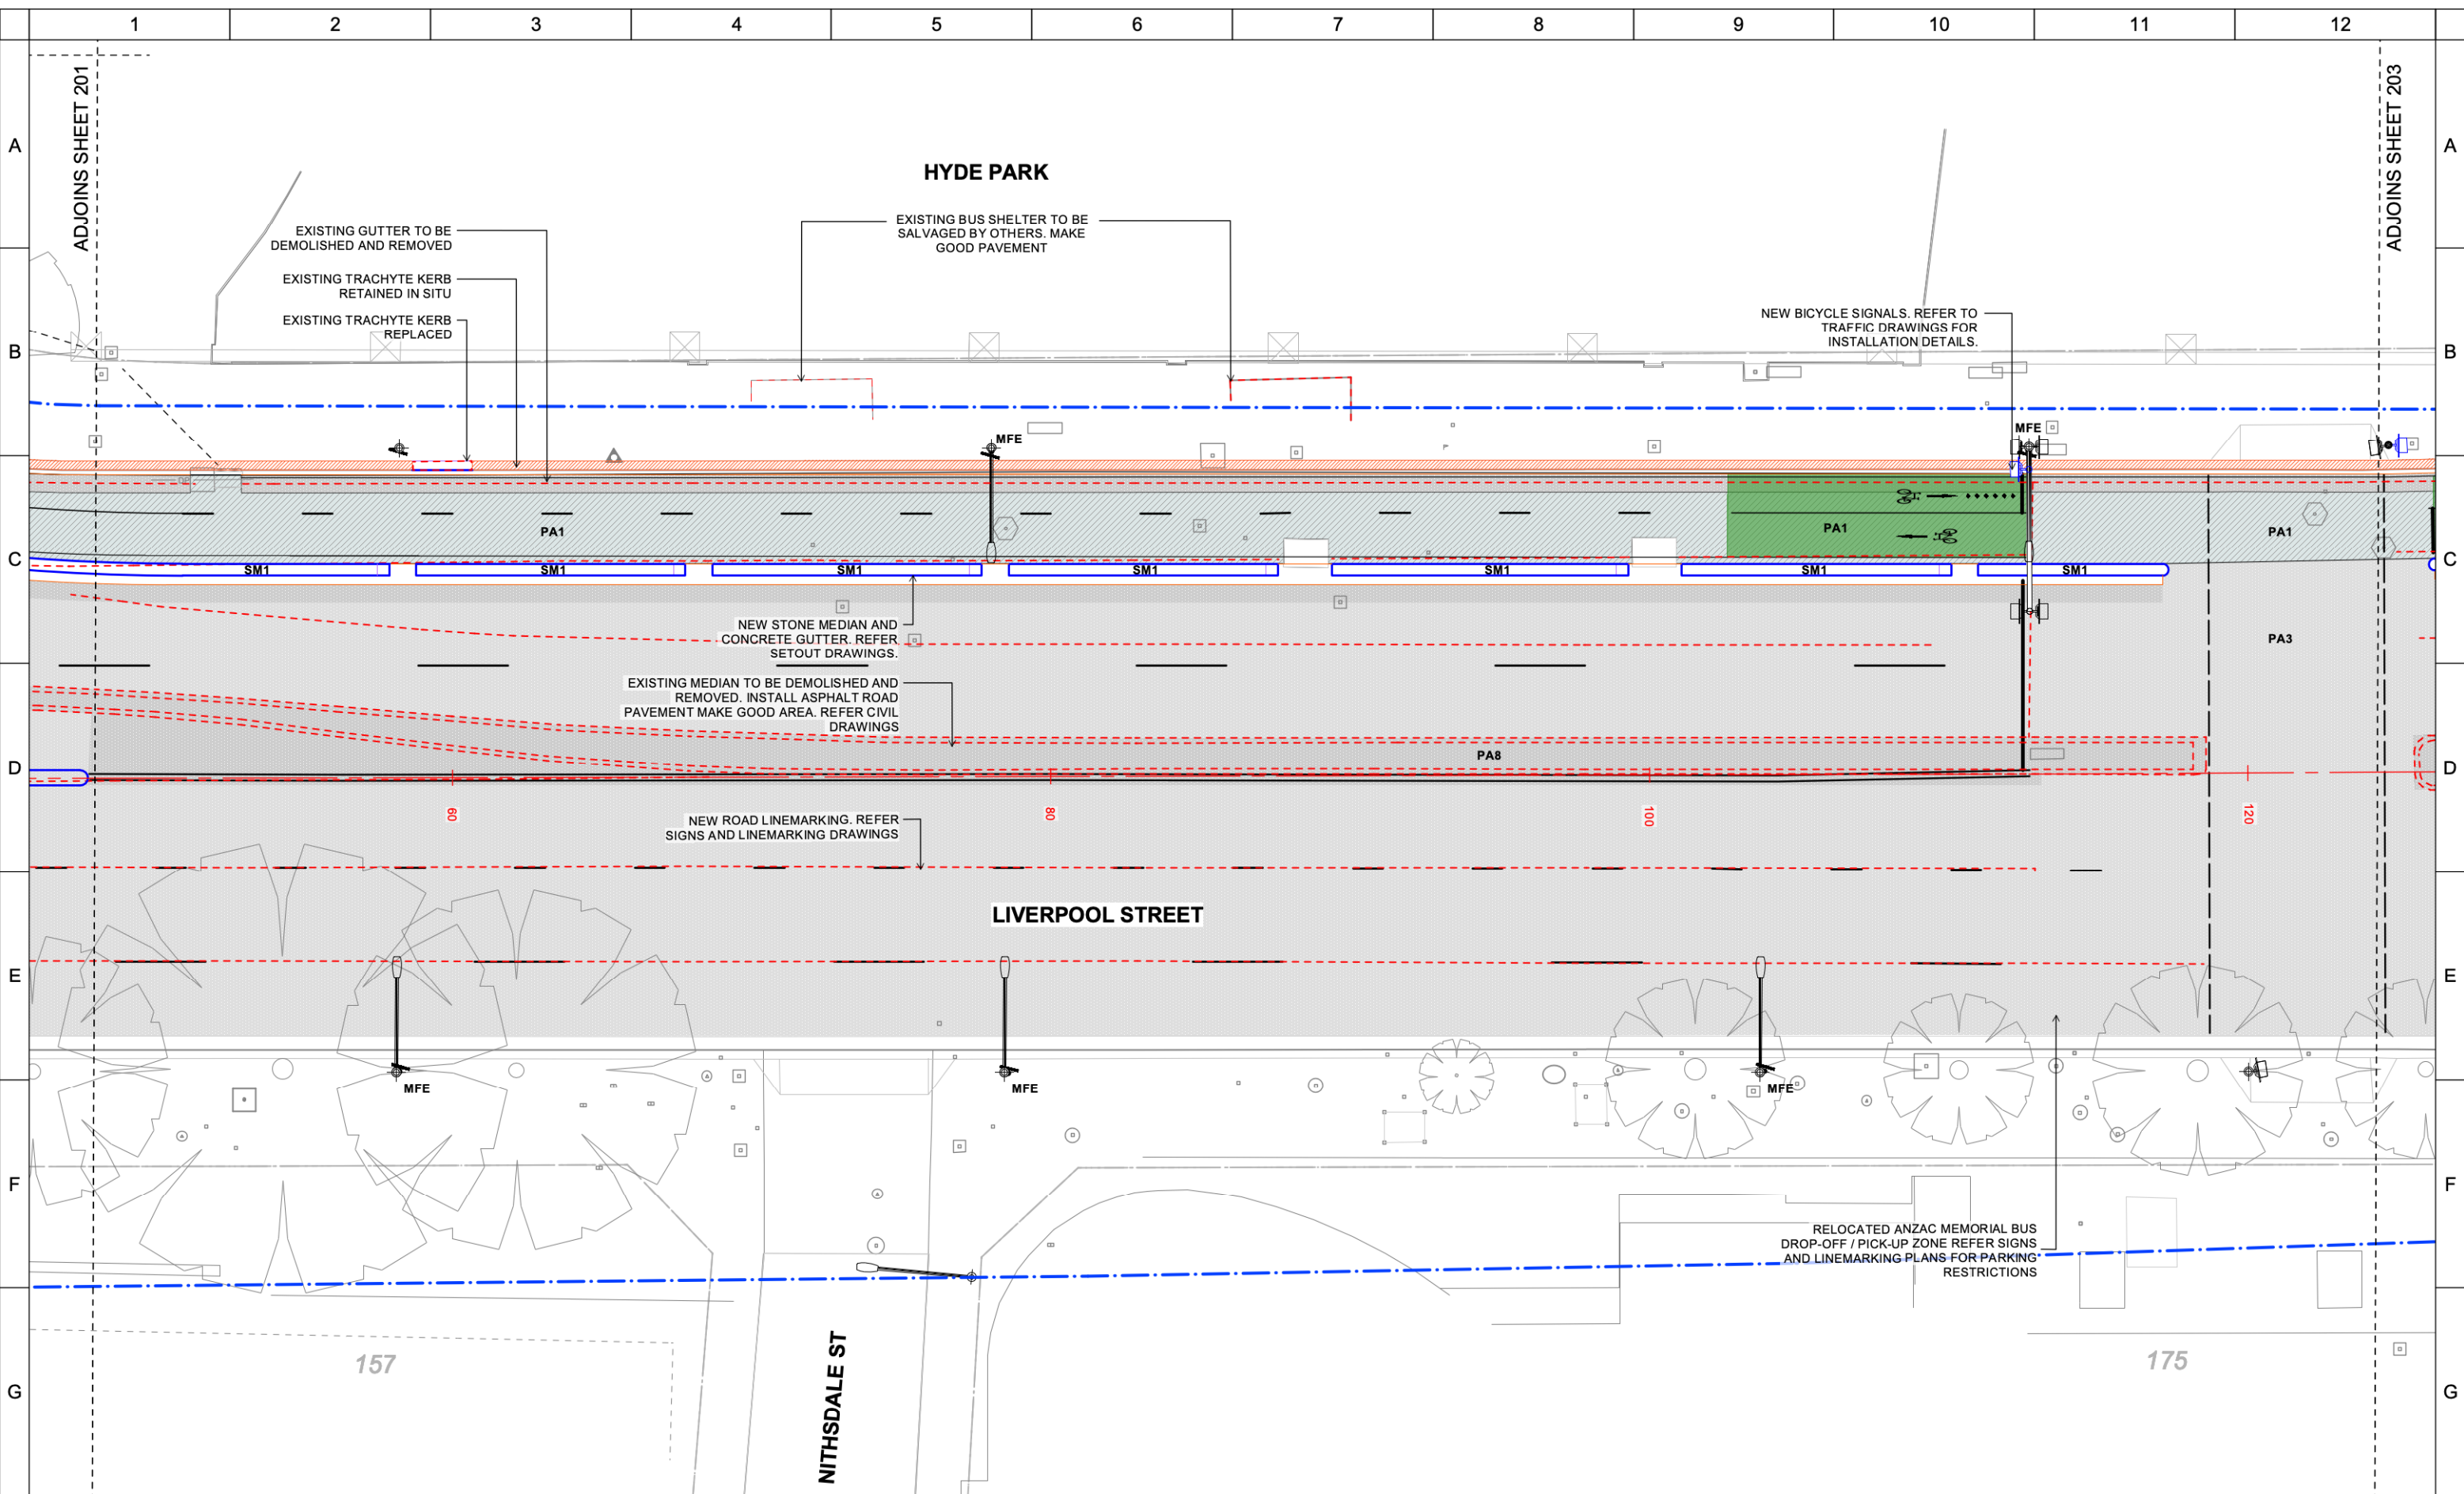 1 2 3 4 5 6 7 8 9 10 11 12
ADJOINS SHEET 201
ADJOINS SHEET 203
A A
HYDE PARK
EXISTING GUTTER TO BE
DEMOLISHED AND REMOVED
EXISTING BUS SHELTER TO BE
SALVAGED BY OTHERS. MAKE
GOOD PAVEMENT
EXISTING TRACHYTE KERB
RETAINED IN SITU
EXISTING TRACHYTE KERB
REPLACED
NEW BICYCLE SIGNALS. REFER TO
TRAFFIC DRAWINGS FOR
INSTALLATION DETAILS.
B B
MFE MFE
PA1 PA1 PA1
C C
SM1 SM1 SM1 SM1 SM1 SM1 SM1
NEW STONE MEDIAN AND
CONCRETE GUTTER. REFER
SETOUT DRAWINGS.
PA3
EXISTING MEDIAN TO BE DEMOLISHED AND
REMOVED. INSTALL ASPHALT ROAD
PAVEMENT MAKE GOOD AREA. REFER CIVIL
DRAWINGS
PA8
D D
60 80 100 120
NEW ROAD LINEMARKING. REFER
SIGNS AND LINEMARKING DRAWINGS
LIVERPOOL STREET
E E
MFE MFE MFE
F F
RELOCATED ANZAC MEMORIAL BUS
DROP-OFF / PICK-UP ZONE REFER SIGNS
AND LINEMARKING PLANS FOR PARKING
RESTRICTIONS
NITHSDALE ST
157 175
G G